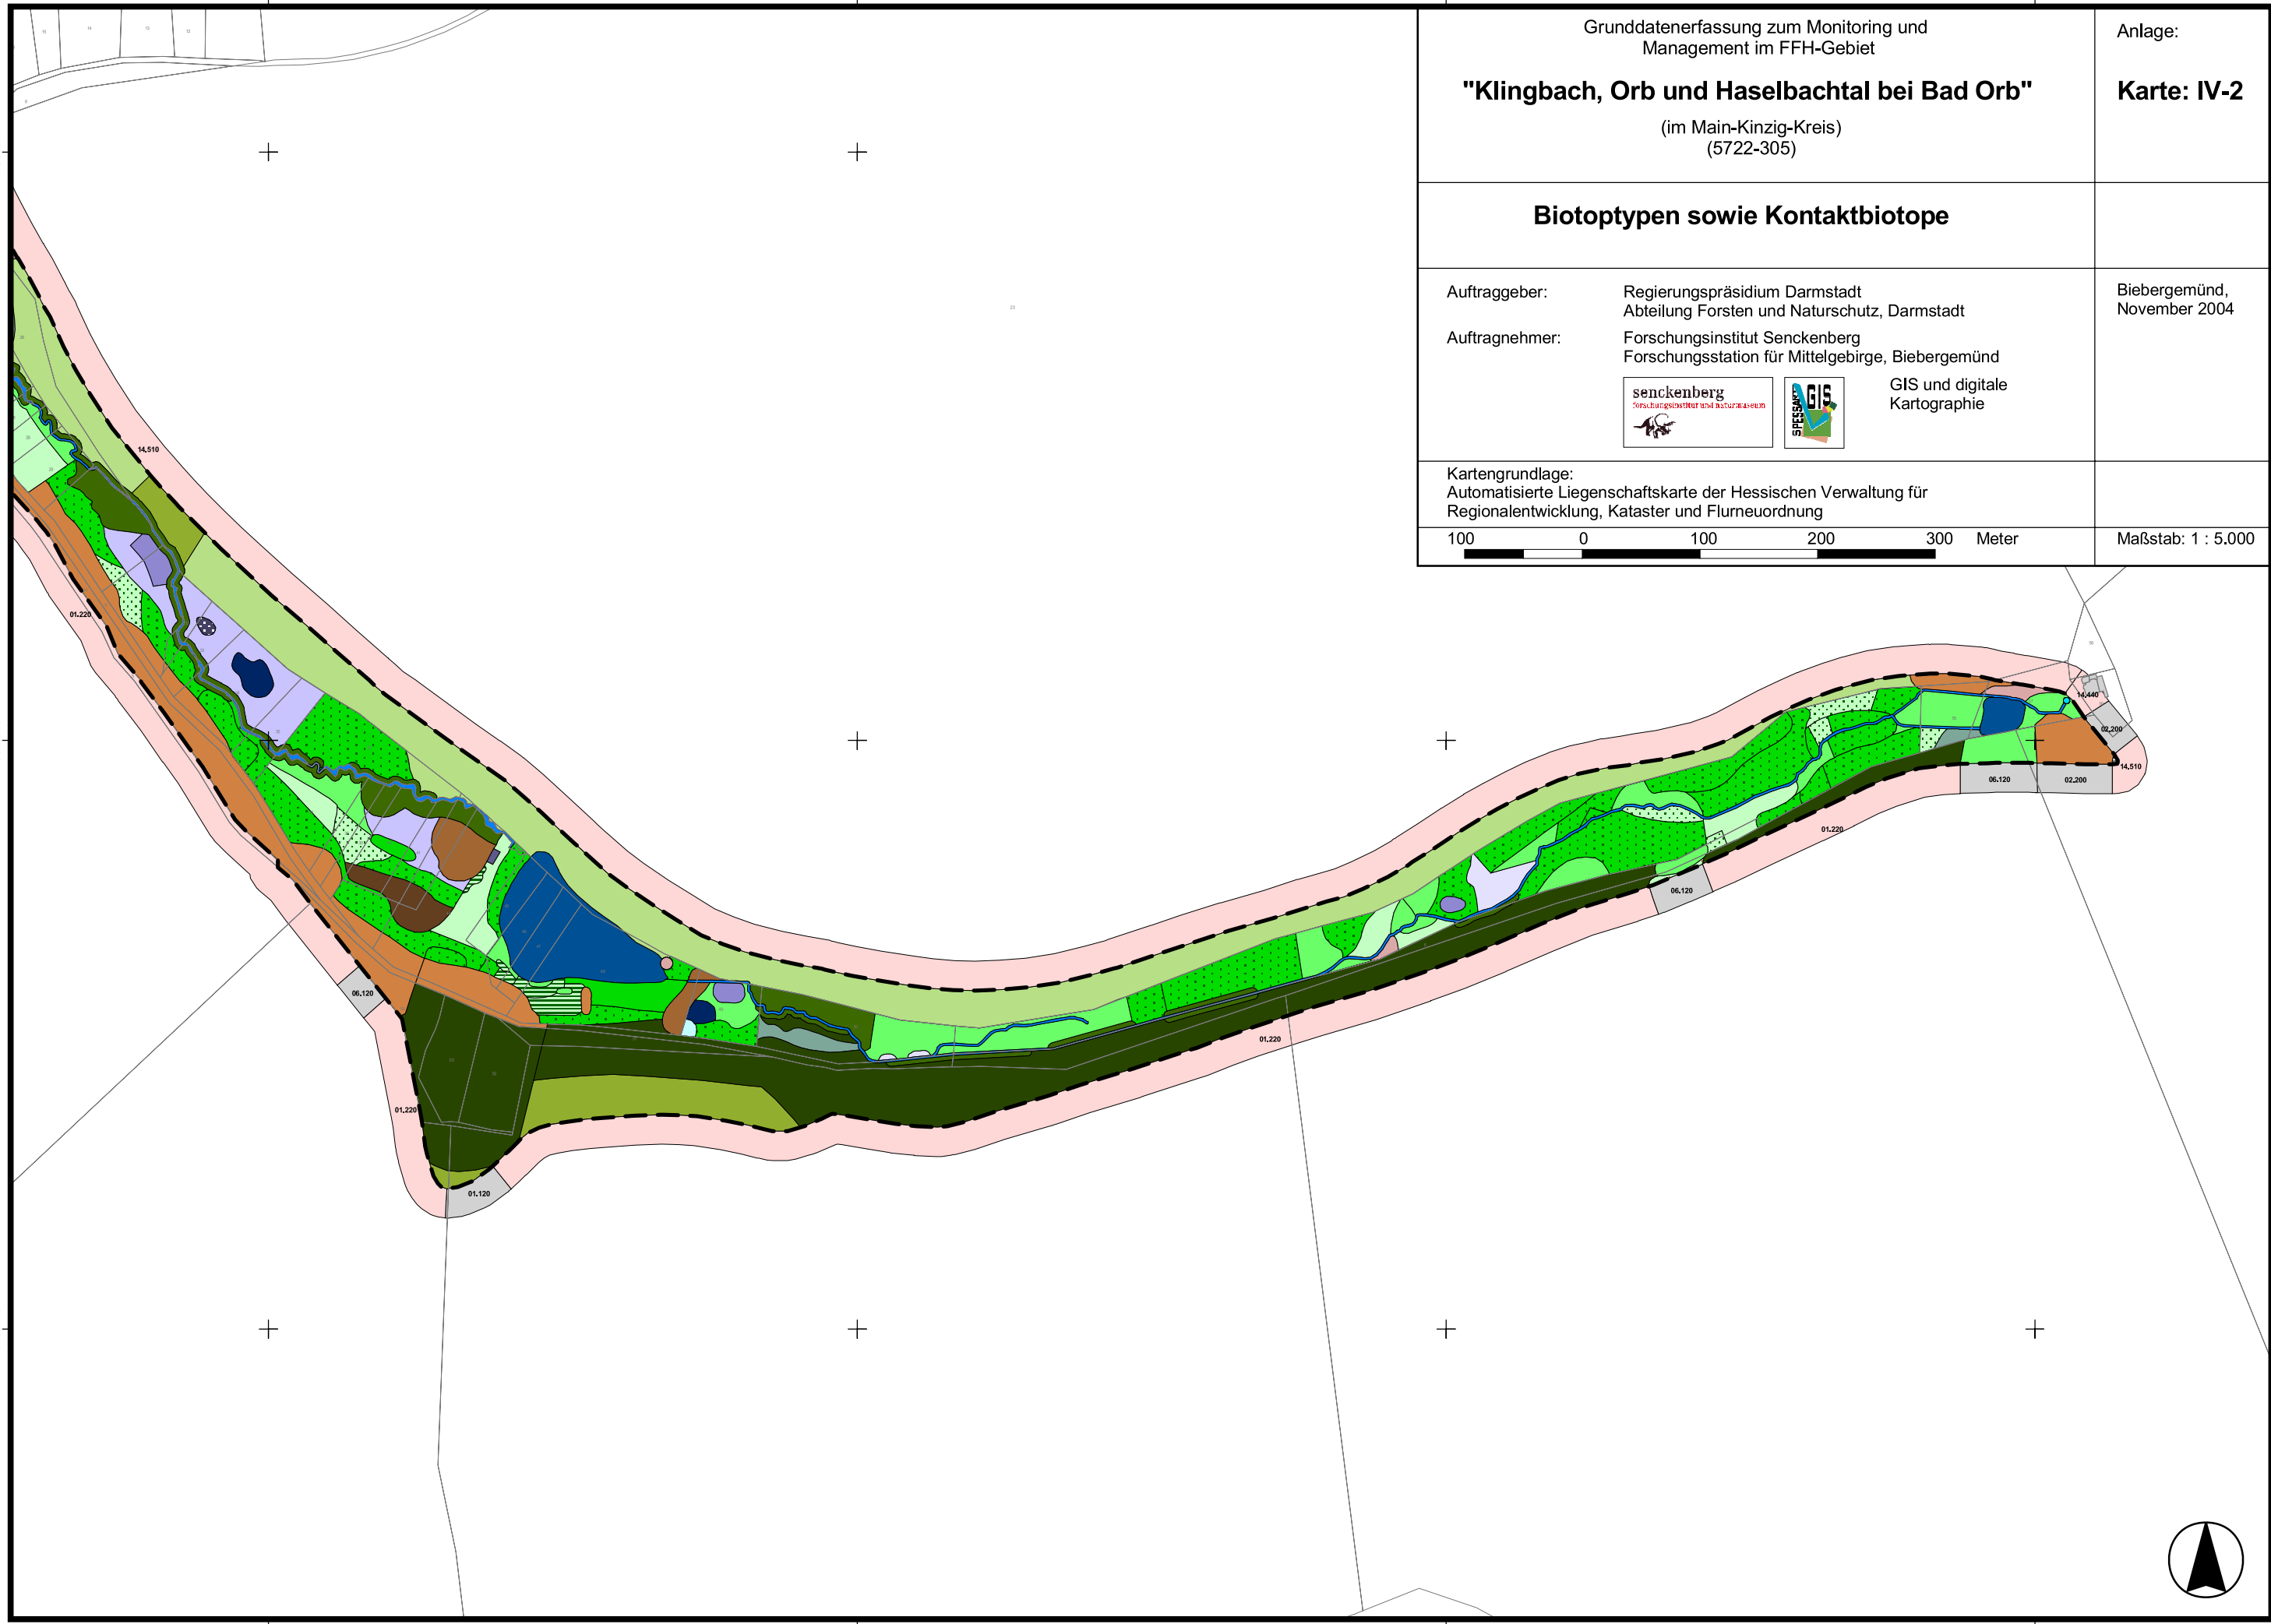 Grunddatenerfassung zum Monitoring und
Management im FFH-Gebiet
"Klingbach, Orb und Haselbachtal bei Bad Orb"
(im Main-Kinzig-Kreis)
(5722-305)
Anlage:
Karte: IV-2
Biotoptypen sowie Kontaktbiotope
Auftraggeber:
Regierungspräsidium Darmstadt
Abteilung Forsten und Naturschutz, Darmstadt
Biebergemünd,
November 2004
Auftragnehmer:
Forschungsinstitut Senckenberg
Forschungsstation für Mittelgebirge, Biebergemünd
senckenberg
forschungsinstitut und naturmuseum
SPESSART
GIS
GIS und digitale
Kartographie
Kartengrundlage:
Automatisierte Liegenschaftskarte der Hessischen Verwaltung für
Regionalentwicklung, Kataster und Flurneuordnung
100 0 100 200 300 Meter
Maßstab: 1 : 5.000
14.510
01.220
14.440
02.200
14.510
06.120
02.200
01.220
06.120
06.120
01.220
01.220
01.120